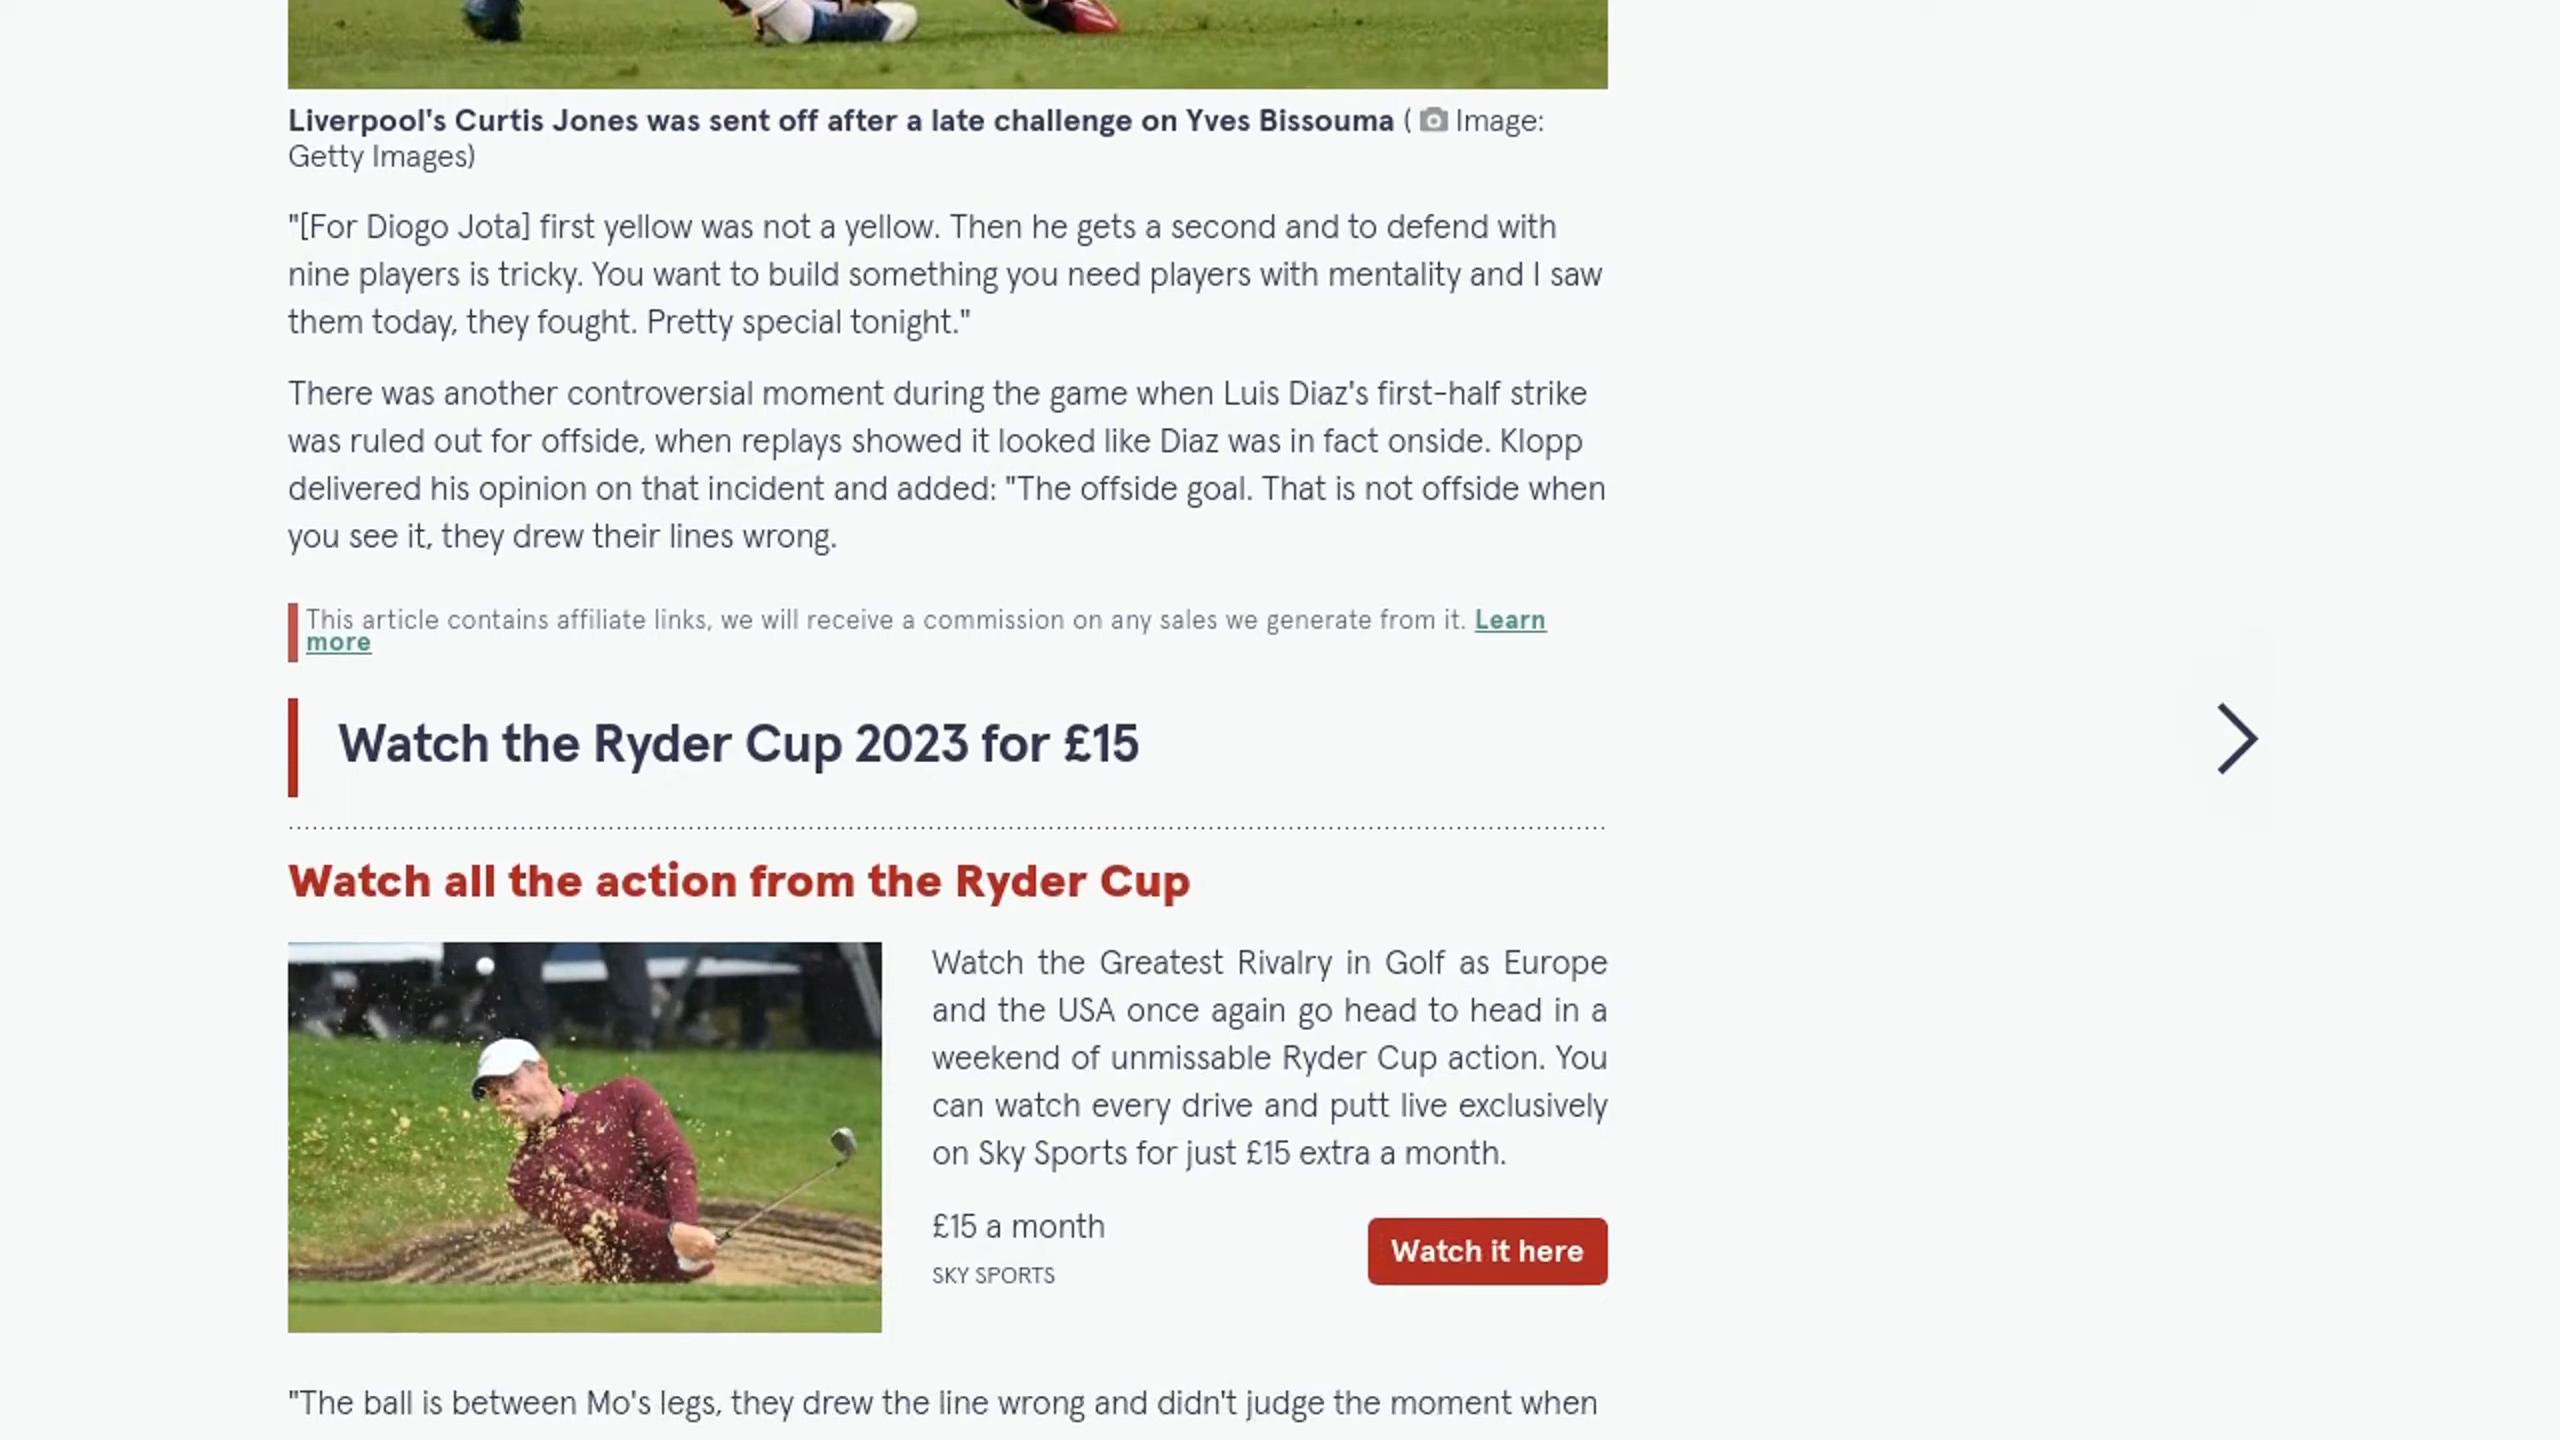 Liverpool's Curtis Jones was sent off after a late challenge on Yves Bissouma ( Image:
Getty Images)
"[For Diogo Jota] first yellow was not a yellow. Then he gets a second and to defend with
nine players is tricky. You want to build something you need players with mentality and I saw
them today, they fought. Pretty special tonight."
There was another controversial moment during the game when Luis Diaz's first-half strike
was ruled out for offside, when replays showed it looked like Diaz was in fact onside. Klopp
delivered his opinion on that incident and added: "The offside goal. That is not offside when
you see it, they drew their lines wrong.
This article contains affiliate links, we will receive a commission on any sales we generate from it. Learn
more
Watch the Ryder Cup 2023 for £15
Watch all the action from the Ryder Cup
Watch the Greatest Rivalry in Golf as Europe
and the USA once again go head to head in a
weekend of unmissable Ryder Cup action. You
can watch every drive and putt live exclusively
on Sky Sports for just £15 extra a month.
£15 a month
SKY SPORTS
Watch it here
"The ball is between Mo's legs, they drew the line wrong and didn't judge the moment when